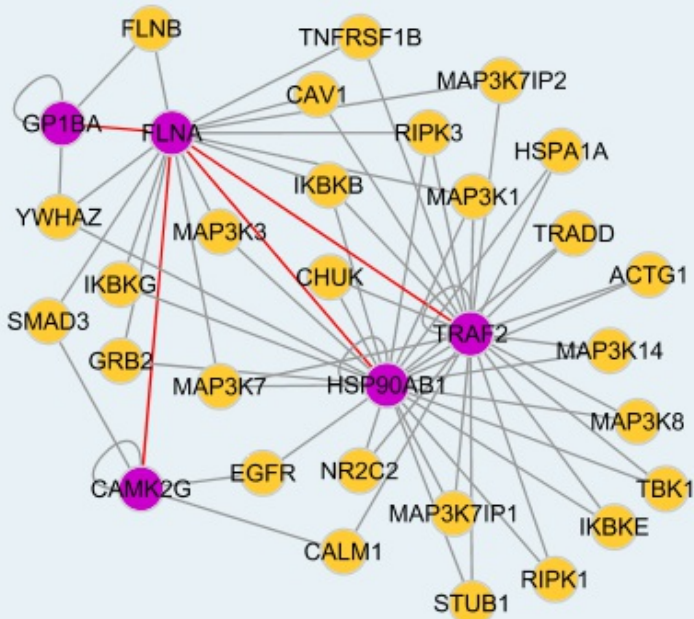 FLNB
TNFRSF1B
MAP3K7IP2
CAV1
GP1BA
FLNA
RIPK3
HSPA1A
IKBKB
MAP3K1
YWHAZ
MAP3K3
TRADD
IKBKG
CHUK
ACTG1
SMAD3
TRAF2
GRB2
MAP3K14
MAP3K7
HSP90AB1
MAP3K8
EGFR
NR2C2
CAMK2G
TBK1
MAP3K7IP1
IKBKE
CALM1
RIPK1
STUB1